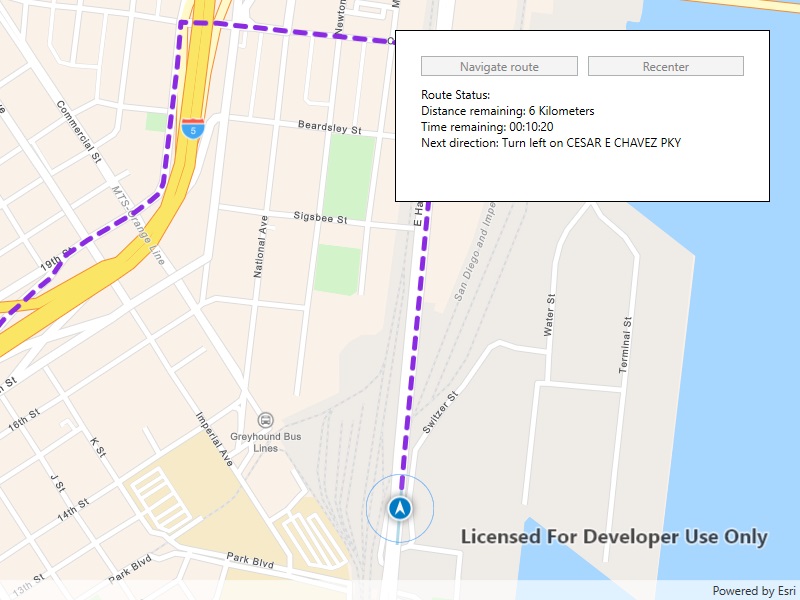 Newton
Navigate route
Recenter
Route Status:
Distance remaining: 6 Kilometers
Time remaining: 00:10:20
Next direction: Turn left on CESAR E CHAVEZ PKY
Commercial St
5
Beardsley St
MTS-Orange Line
Sigsbee St
National Ave
E Ha
San Diego and Impe
19th St
Water St
Terminal St
Switzer St
16th St
Imperial Ave
Greyhound Bus
Lines
K St
J St
14th St
Licensed For Developer Use Only
Park Blvd
Park Blvd
13th St
Powered by Esri